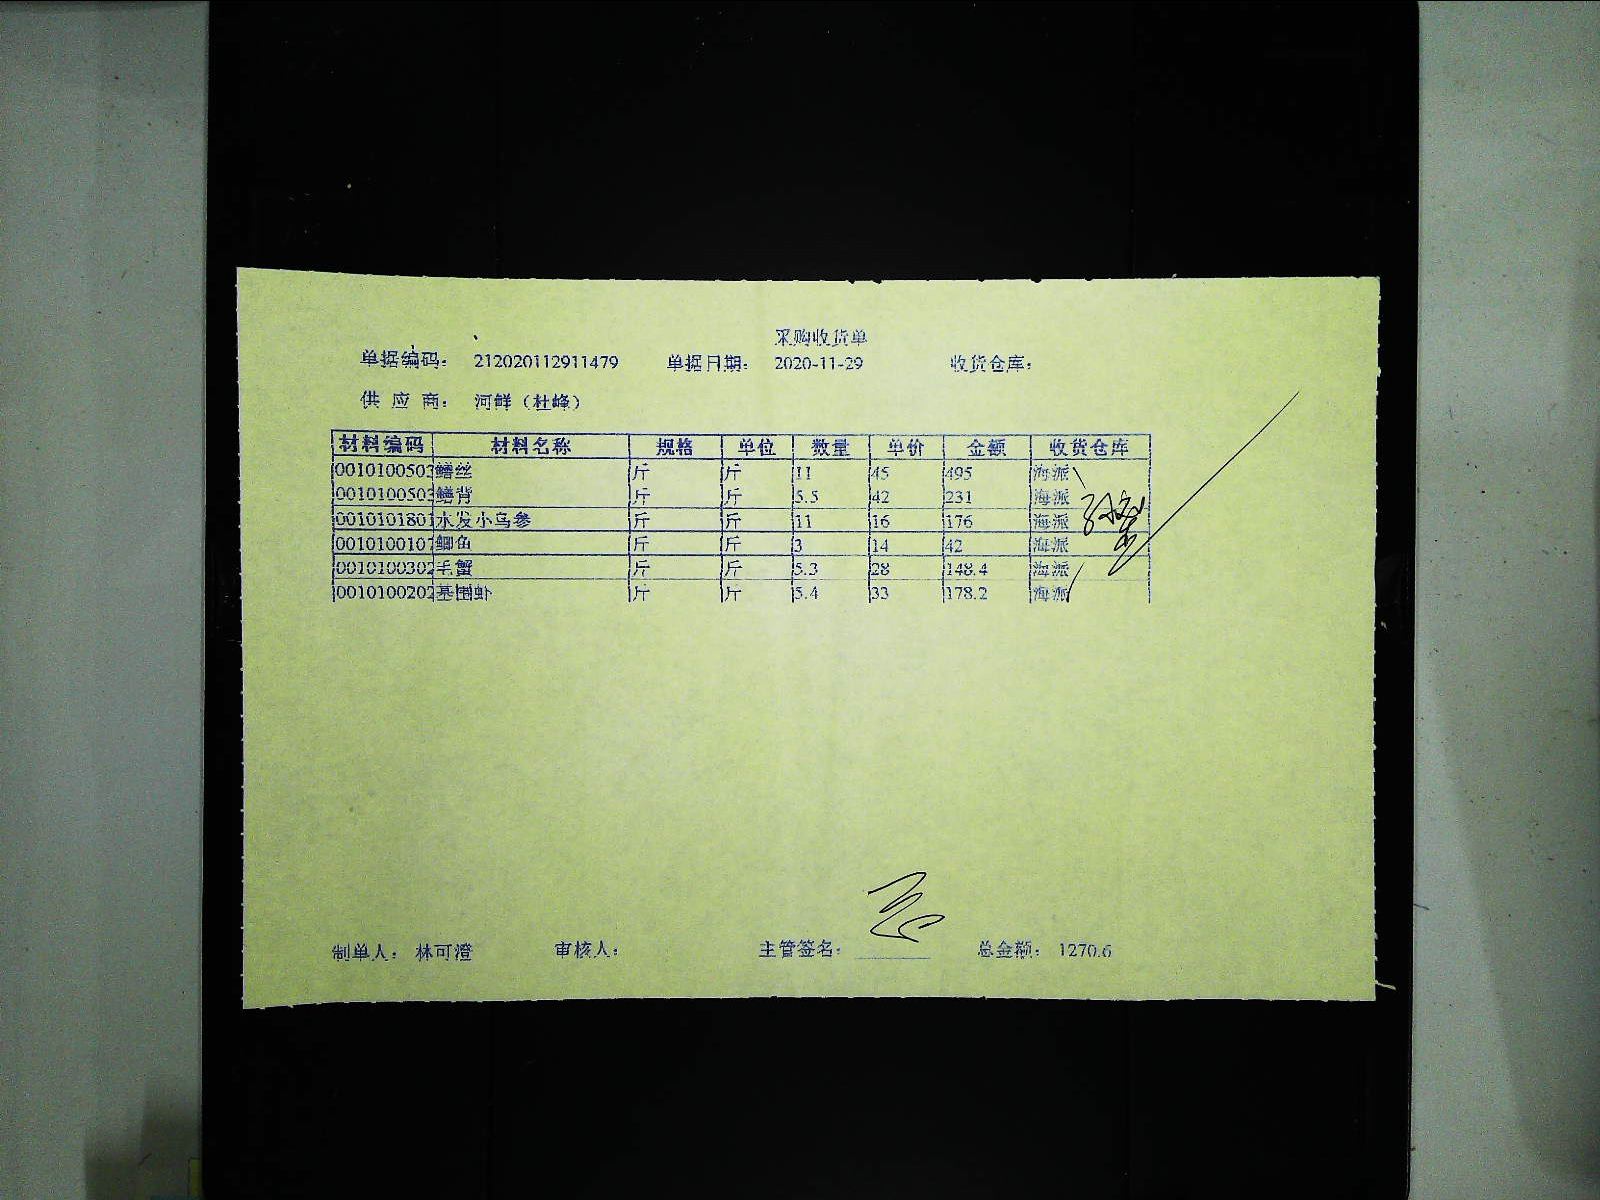 采购收货单
单据编码： 212020112911479 单据日期： 2020-11-29 收货仓库：
供 应 商： 河鲜（杜峰）
材料编码 材料名称 规格 单位 数量 单价 金额 收货仓库
0010100503 鳝丝 斤 斤 11 45 495 海派
0010100503 鳝背 斤 斤 5.5 42 231 海派
0010101801 水发小乌参 斤 斤 11 16 176 海派
0010100107 鲫鱼 斤 斤 3 14 42 海派
0010100302 毛蟹 斤 斤 5.3 28 148.4 海派
0010100202 基围虾 斤 斤 5.4 33 178.2 海派
制单人： 林可澄 审核人： 主管签名： 总金额： 1270.6